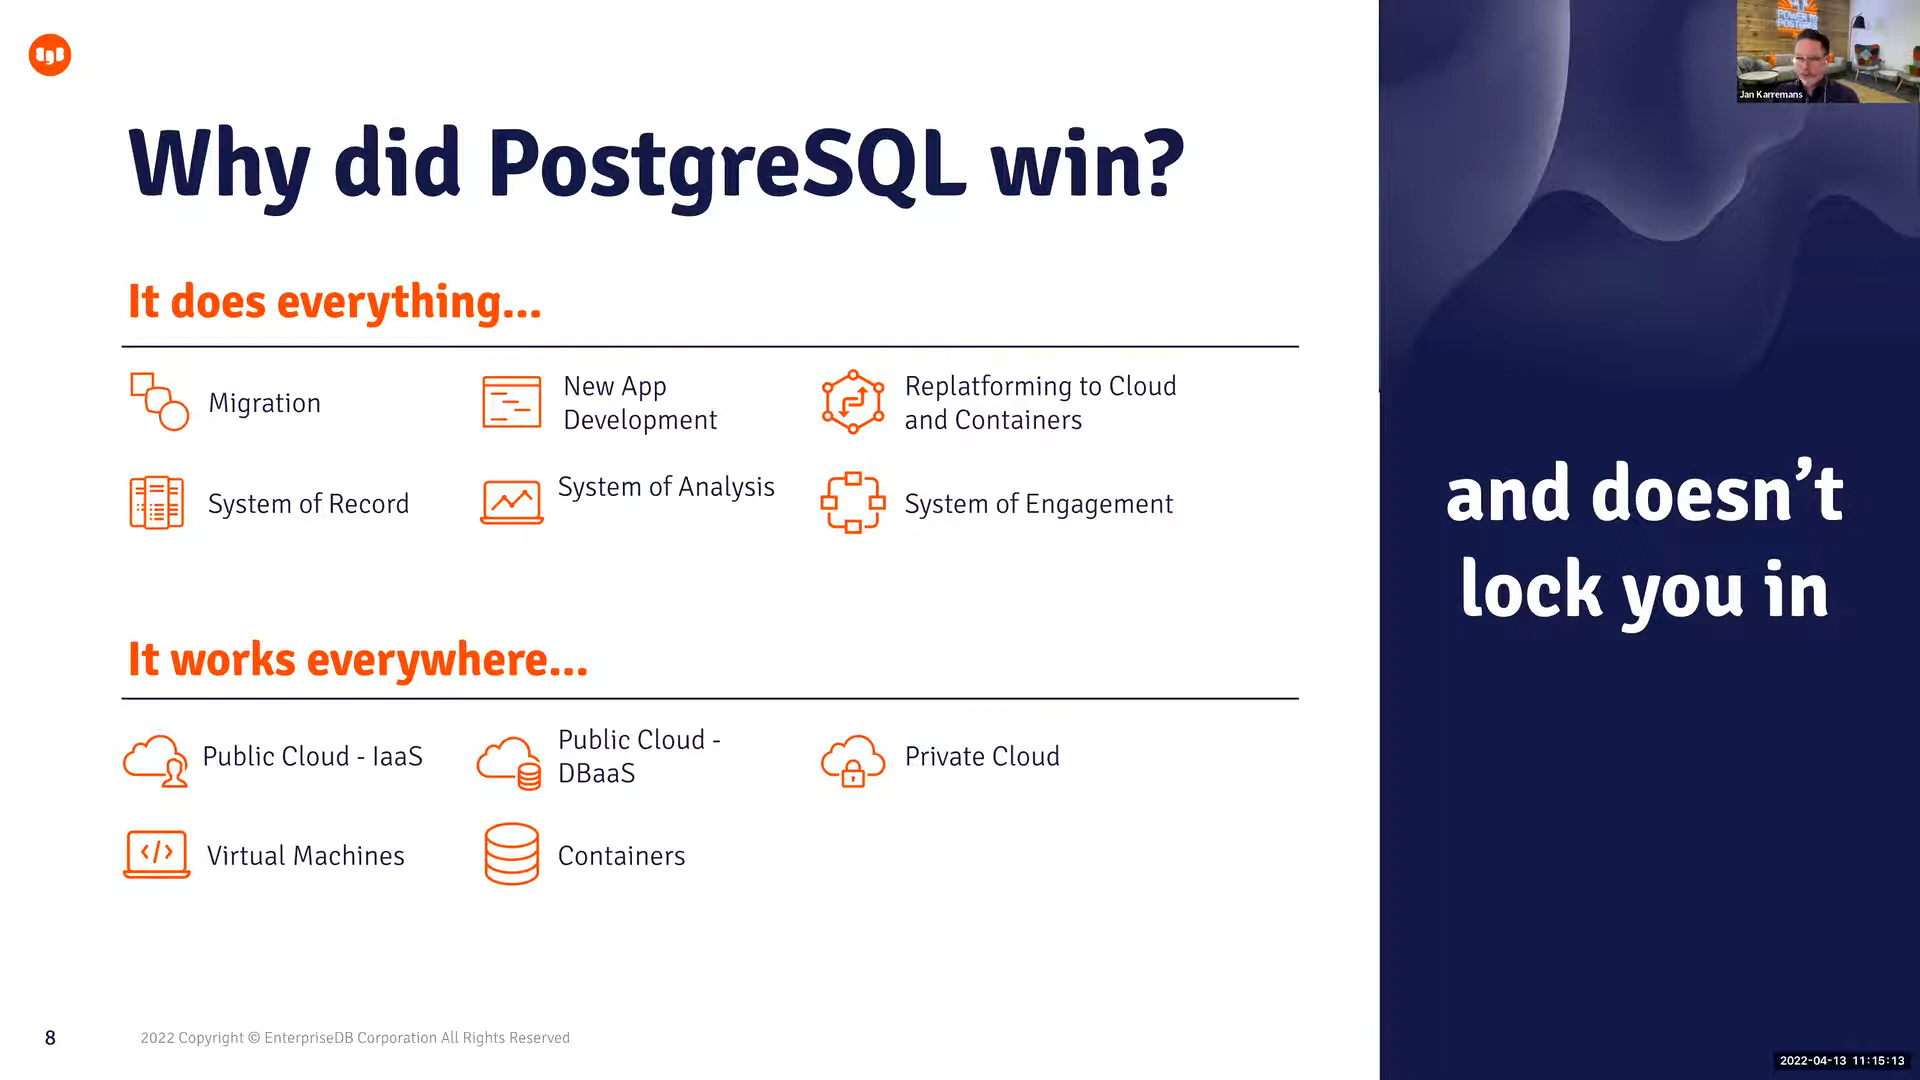 Why did PostgreSQL win?
It does everything...
Migration
New App
Development
Replatforming to Cloud
and Containers
System of Record
System of Analysis
System of Engagement
It works everywhere...
Public Cloud - IaaS
Public Cloud -
DBaaS
Private Cloud
Virtual Machines
</>
Containers
8
2022 Copyright © EnterpriseDB Corporation All Rights Reserved
POWER TO
POSTGRES
Jan Karremans
and doesn’t
lock you in
2022-04-13 11:15:13